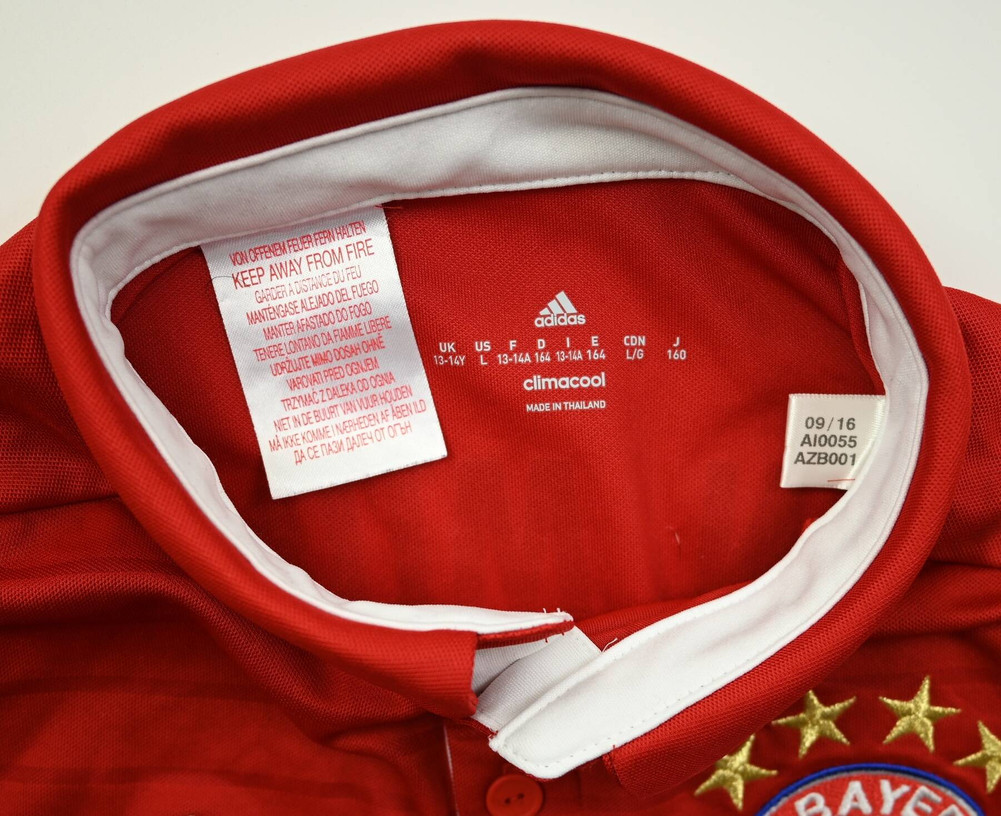 VON OFFENEM FEUER FERN HALTEN
KEEP AWAY FROM FIRE
GARDER A DISTANCE DU FEU
MANTÉNGASE ALEJADO DEL FUEGO
MANTER AFASTADO DO FOGO
TENERE LONTANO DA FIAMME LIBERE
UDRŽUJTE MIMO DOSAH OHNĚ
VAPOROTI PRED OGNJEM
TRZYMAĆ Z DALEKA OD OGNIA
NIET IN DE BUURT VAN VUUR HOUDEN
MÅ IKKE KOMME I NÆRHEDEN AF ÅBEN ILD
ДА СЕ ПАЗИ ДАЛЕЧ ОТ ОГЪН
adidas
UK US F D I E CDN J
13-14Y L 13-14A 164 13-14A 164 L/G 160
climacool
MADE IN THAILAND
09/16
AI0055
AZB001
BAYER